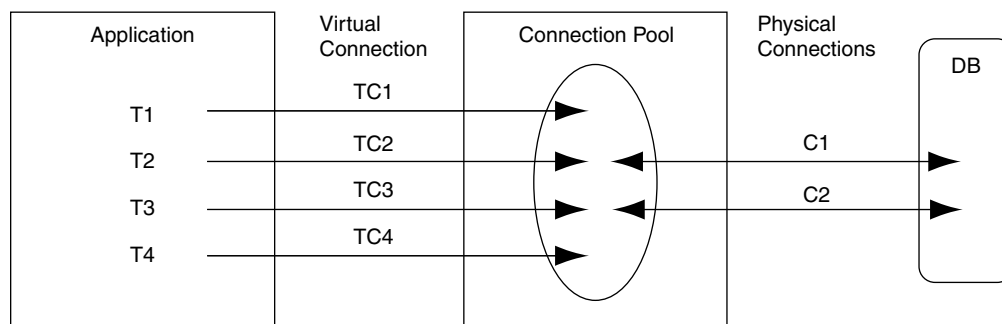 Application
Virtual
Connection
Connection Pool
Physical
Connections
DB
T1
TC1
T2
TC2
C1
T3
TC3
C2
T4
TC4